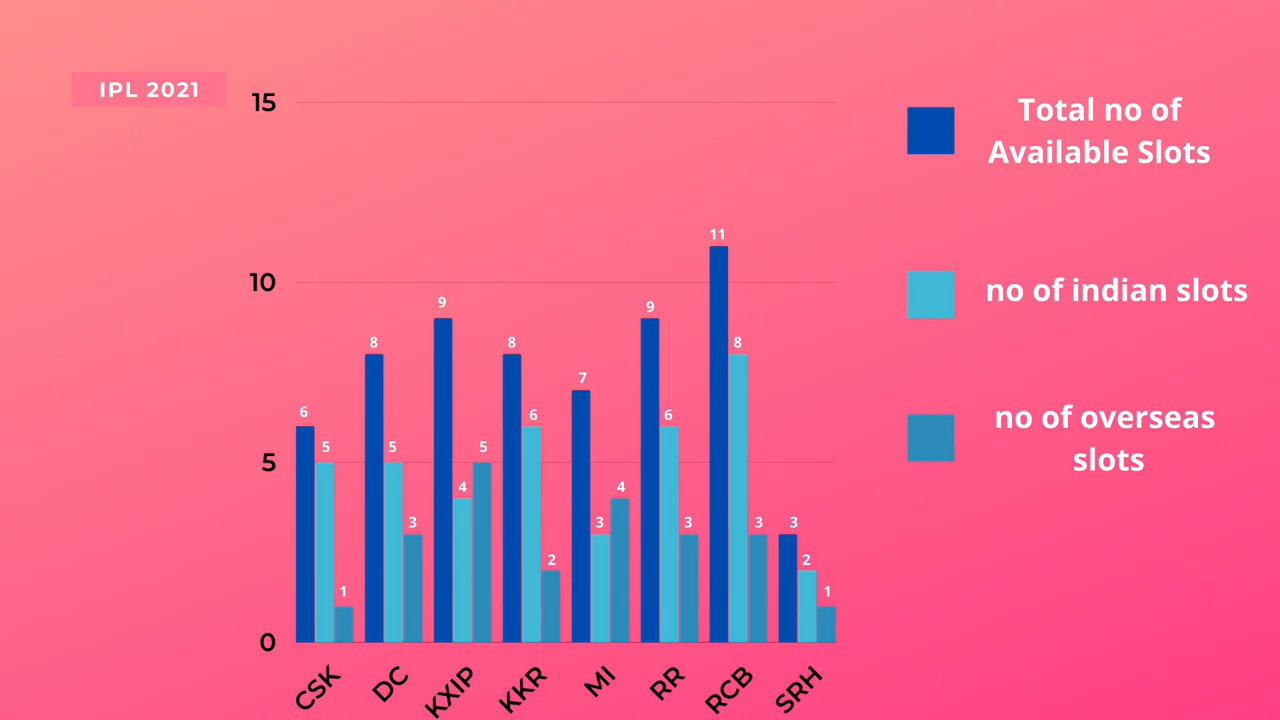 IPL 2021
15
10
5
0
6
5
1
8
5
3
9
4
5
8
6
2
7
3
4
9
6
3
11
8
3
3
2
1
CSK
DC
KXIP
KKR
MI
RR
RCB
SRH
Total no of
Available Slots
no of indian slots
no of overseas
slots